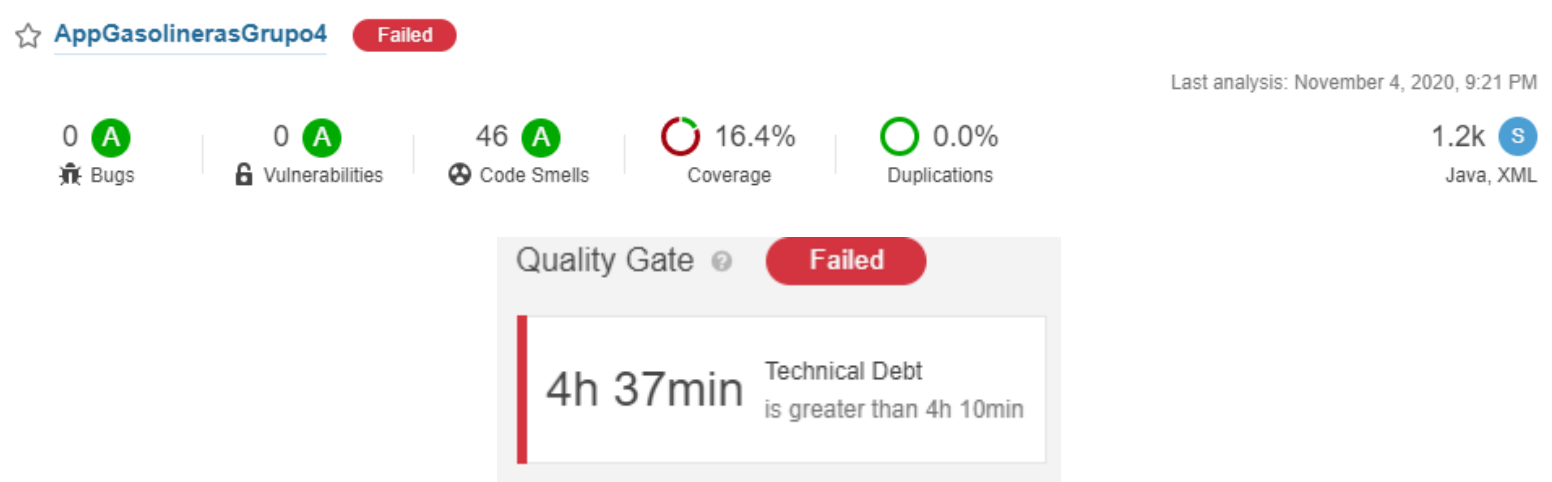 AppGasolinerasGrupo4 Failed
Last analysis: November 4, 2020, 9:21 PM
0 A 0 A 46 A 16.4% 0.0% 1.2k S
Bugs Vulnerabilities Code Smells Coverage Duplications Java, XML
Quality Gate ? Failed
4h 37min Technical Debt
is greater than 4h 10min